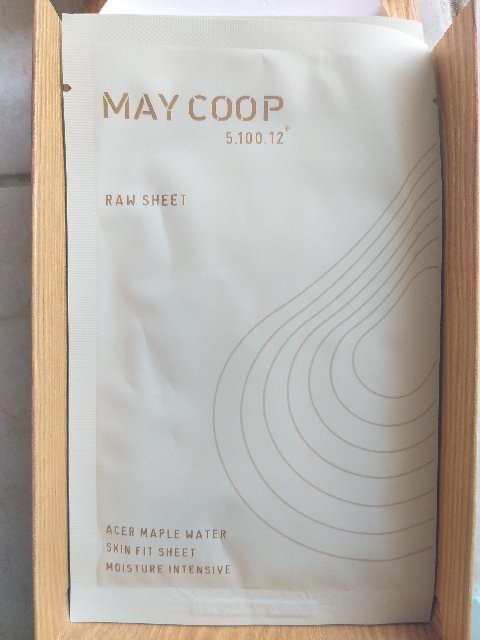 MAY COOP
5.100.12°
RAW SHEET
ACER MAPLE WATER
SKIN FIT SHEET
MOISTURE INTENSIVE